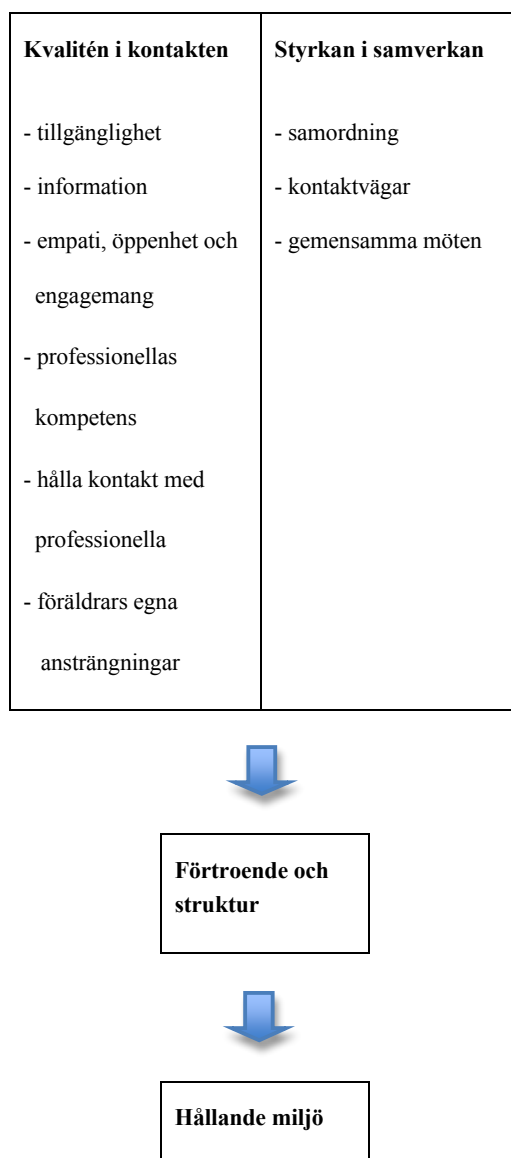 Kvalitén i kontakten
- tillgänglighet
- information
- empati, öppenhet och
engagemang
- professionellas
kompetens
- hålla kontakt med
professionella
- föräldrars egna
ansträngningar
Styrkan i samverkan
- samordning
- kontaktvägar
- gemensamma möten
Förtroende och
struktur
Hållande miljö